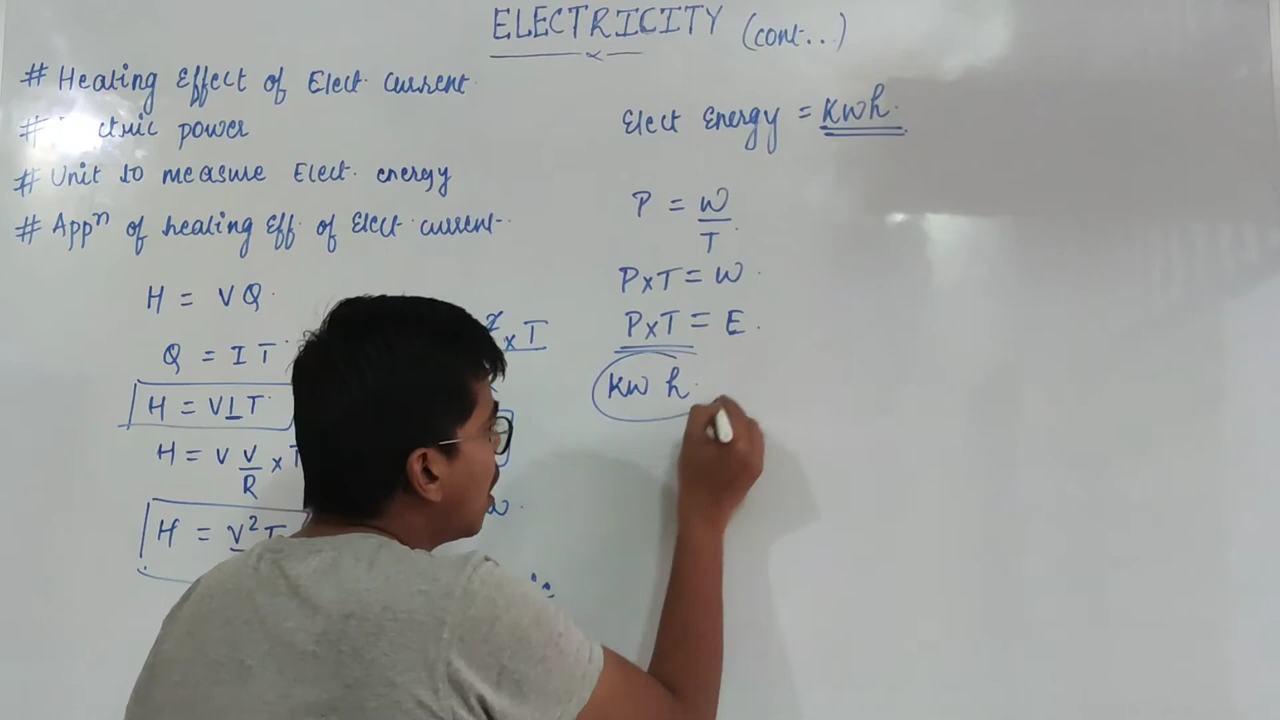 ELECTRICITY (cont...)
# Heating Effect of Elect. current
# ctric power
# Unit to measure Elect. energy
# Appⁿ of heating Eff. of Elect. current..
H = VQ
Q = IT
H = VIT
H = V V/R × T
H = V²T
× T
Elect Energy = Kwh.
P = W/T
P×T = W
P×T = E
Kw h